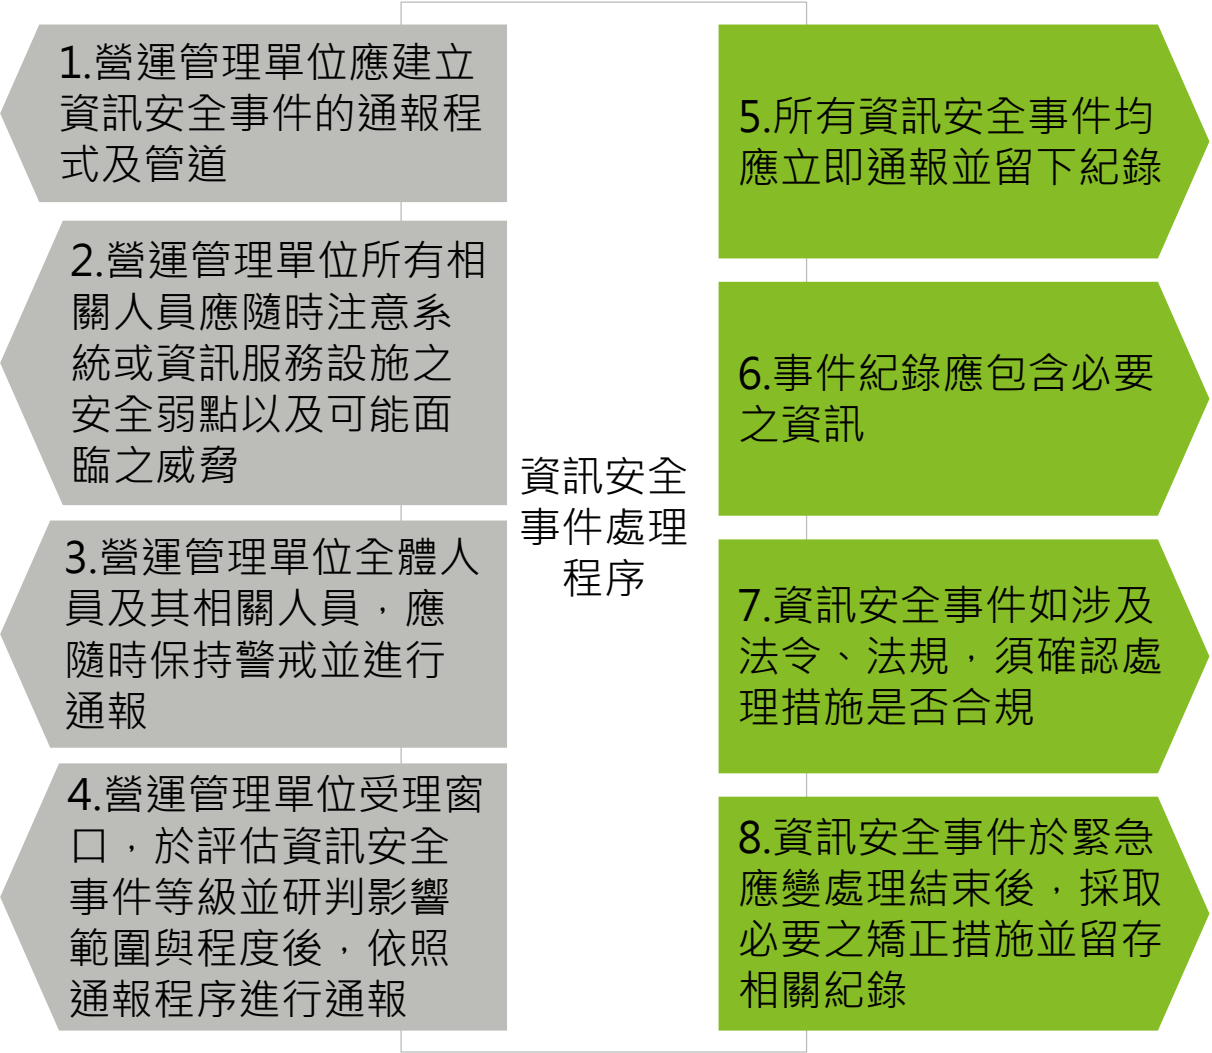 1.營運管理單位應建立
資訊安全事件的通報程
式及管道
2.營運管理單位所有相
關人員應隨時注意系
統或資訊服務設施之
安全弱點以及可能面
臨之威脅
3.營運管理單位全體人
員及其相關人員，應
隨時保持警戒並進行
通報
4.營運管理單位受理窗
口，於評估資訊安全
事件等級並研判影響
範圍與程度後，依照
通報程序進行通報
資訊安全
事件處理
程序
5.所有資訊安全事件均
應立即通報並留下紀錄
6.事件紀錄應包含必要
之資訊
7.資訊安全事件如涉及
法令、法規，須確認處
理措施是否合規
8.資訊安全事件於緊急
應變處理結束後，採取
必要之矯正措施並留存
相關紀錄